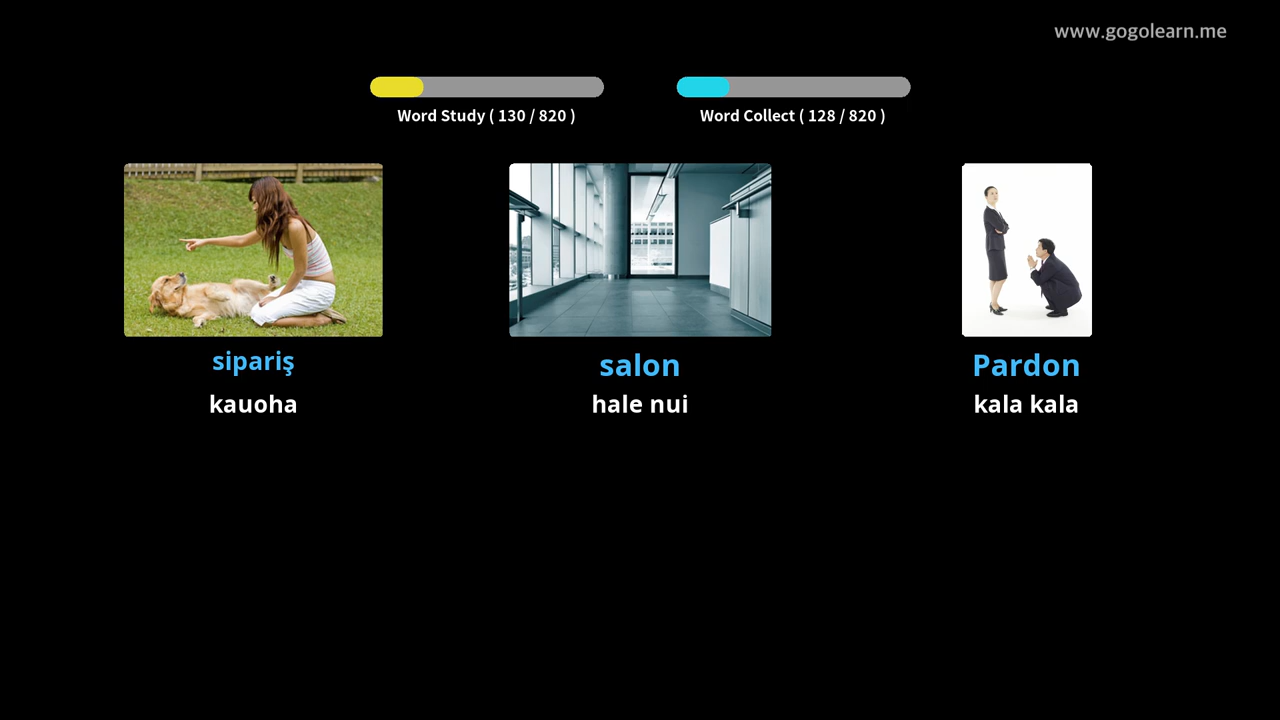 www.gogolearn.me
Word Study ( 130 / 820 )
Word Collect ( 128 / 820 )
sipariş
salon
Pardon
kauoha
hale nui
kala kala